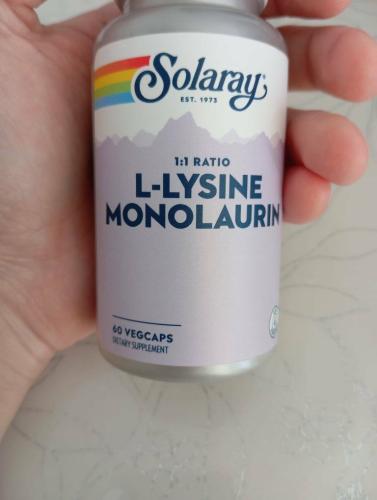 Solaray
EST. 1973
1:1 RATIO
L-LYSINE
MONOLAURIN
60 VEGCAPS
DIETARY SUPPLEMENT